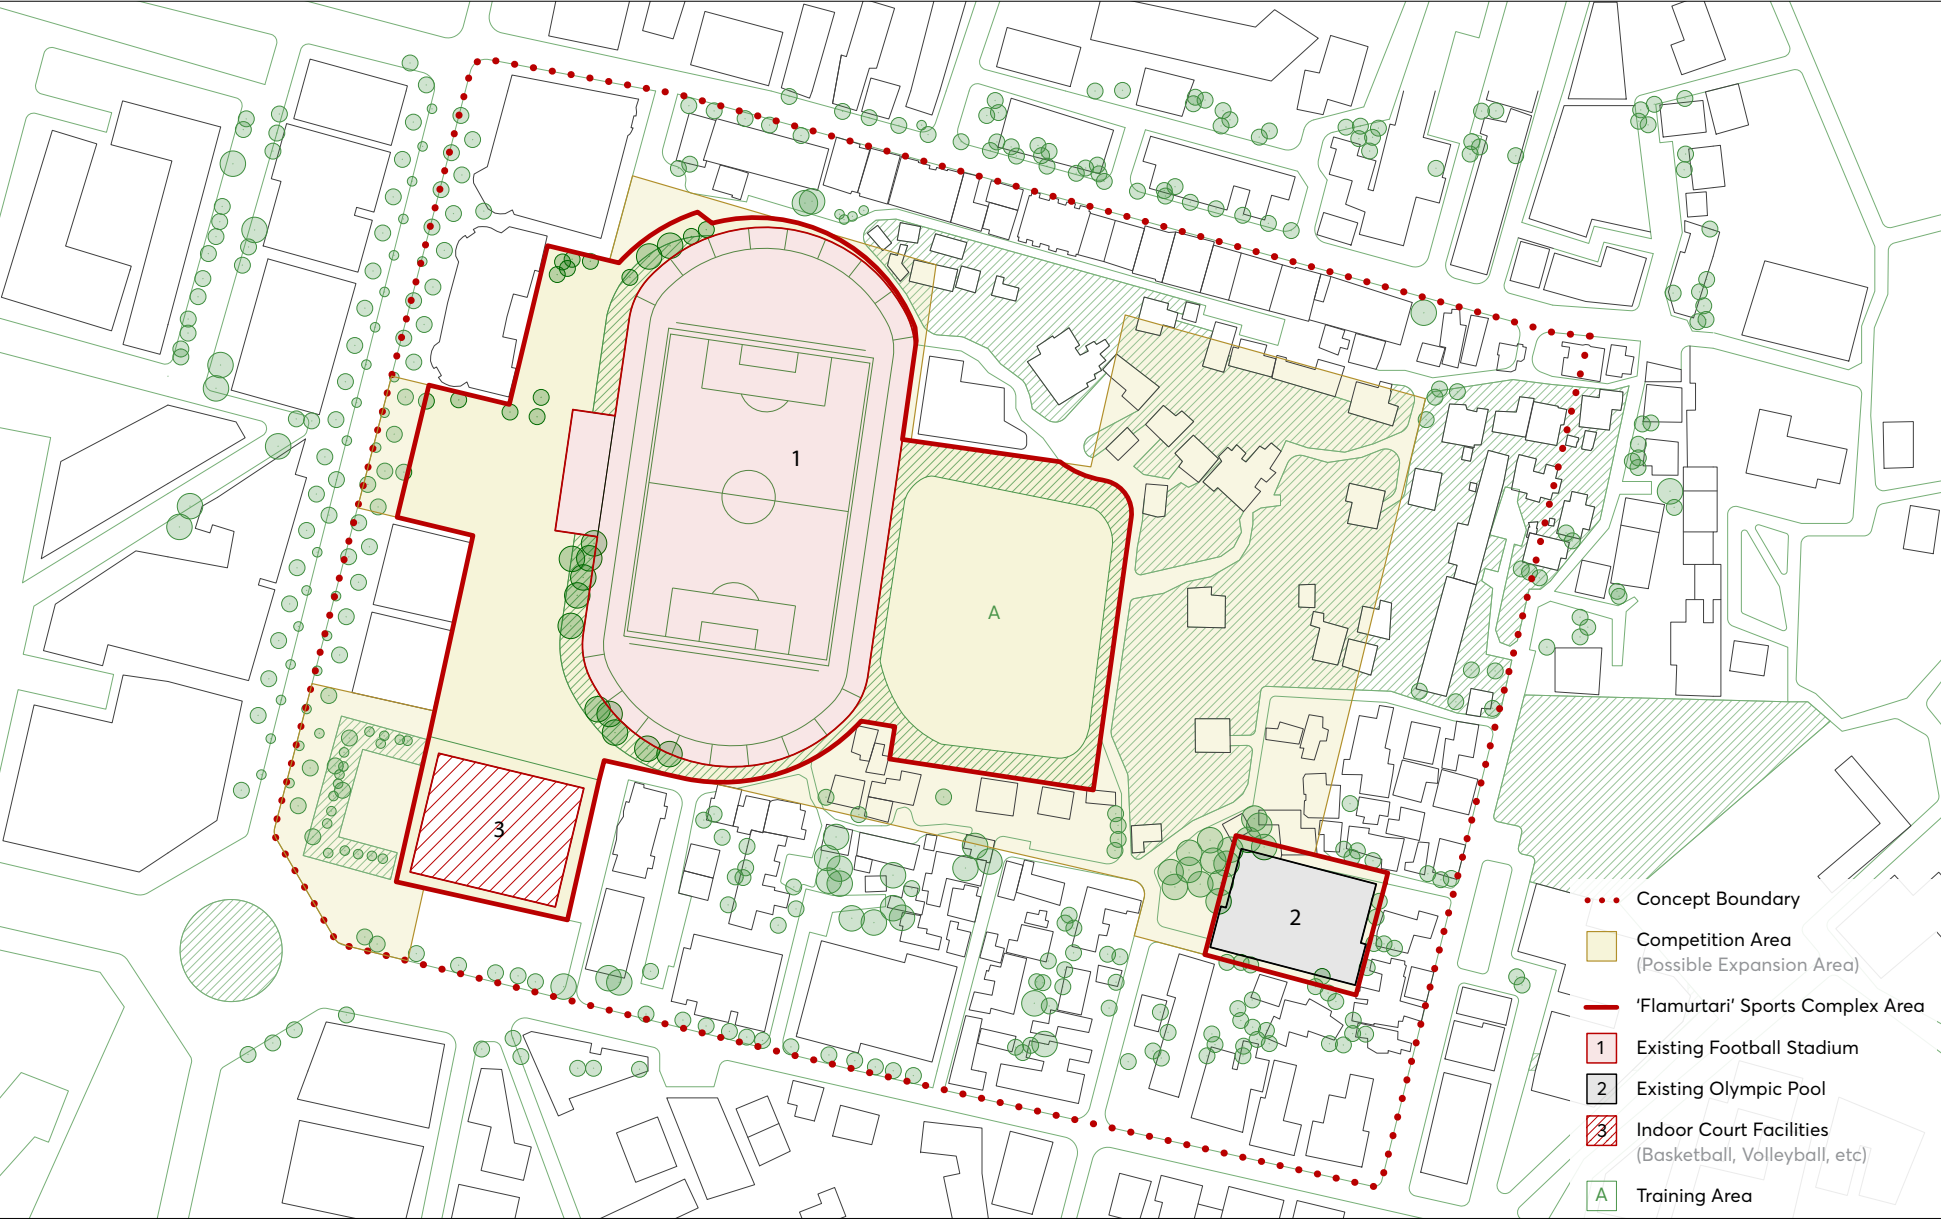 1
A
3
2
Concept Boundary
Competition Area
(Possible Expansion Area)
‘Flamurtari’ Sports Complex Area
1 Existing Football Stadium
2 Existing Olympic Pool
3 Indoor Court Facilities
(Basketball, Volleyball, etc)
A Training Area